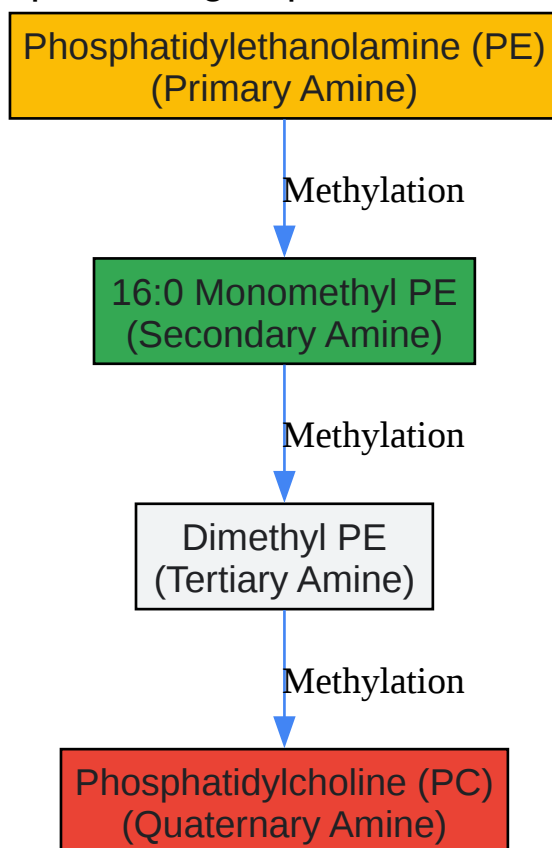 Phosphatidylethanolamine (PE)
(Primary Amine)
Methylation
16:0 Monomethyl PE
(Secondary Amine)
Methylation
Dimethyl PE
(Tertiary Amine)
Methylation
Phosphatidylcholine (PC)
(Quaternary Amine)